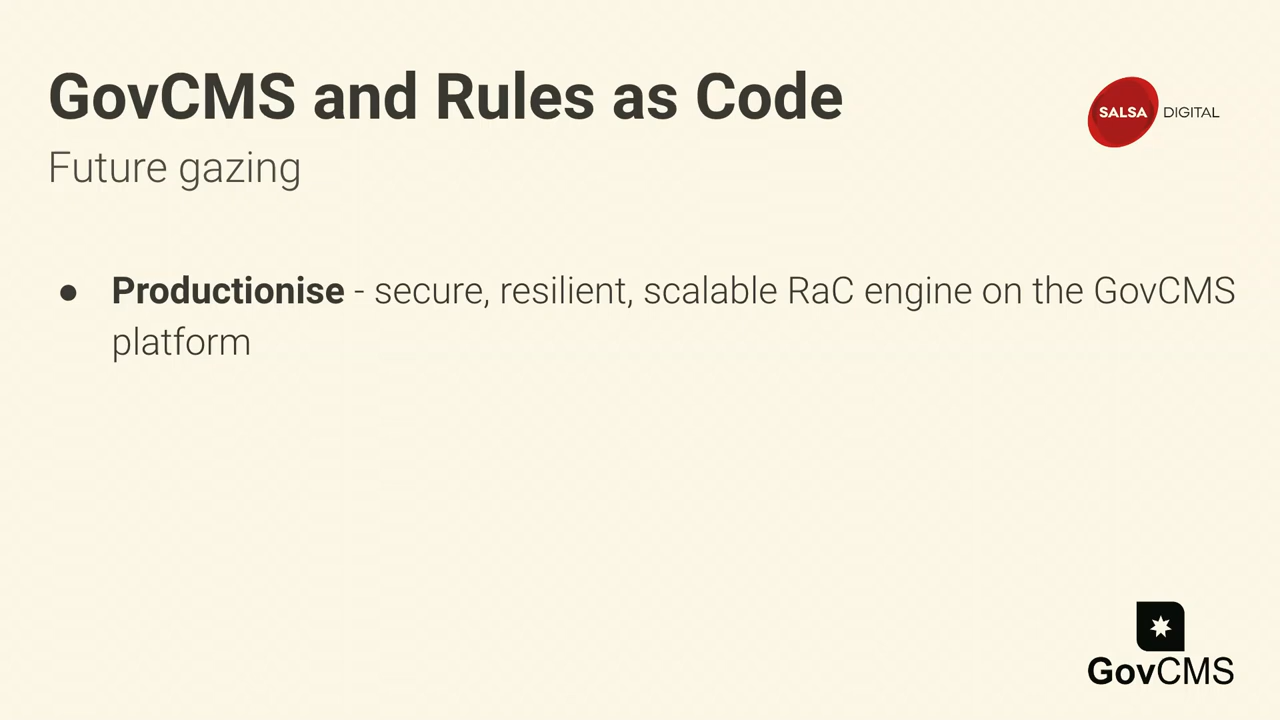 GovCMS and Rules as Code
SALSA DIGITAL
Future gazing
● Productionise - secure, resilient, scalable RaC engine on the GovCMS
platform
GovCMS